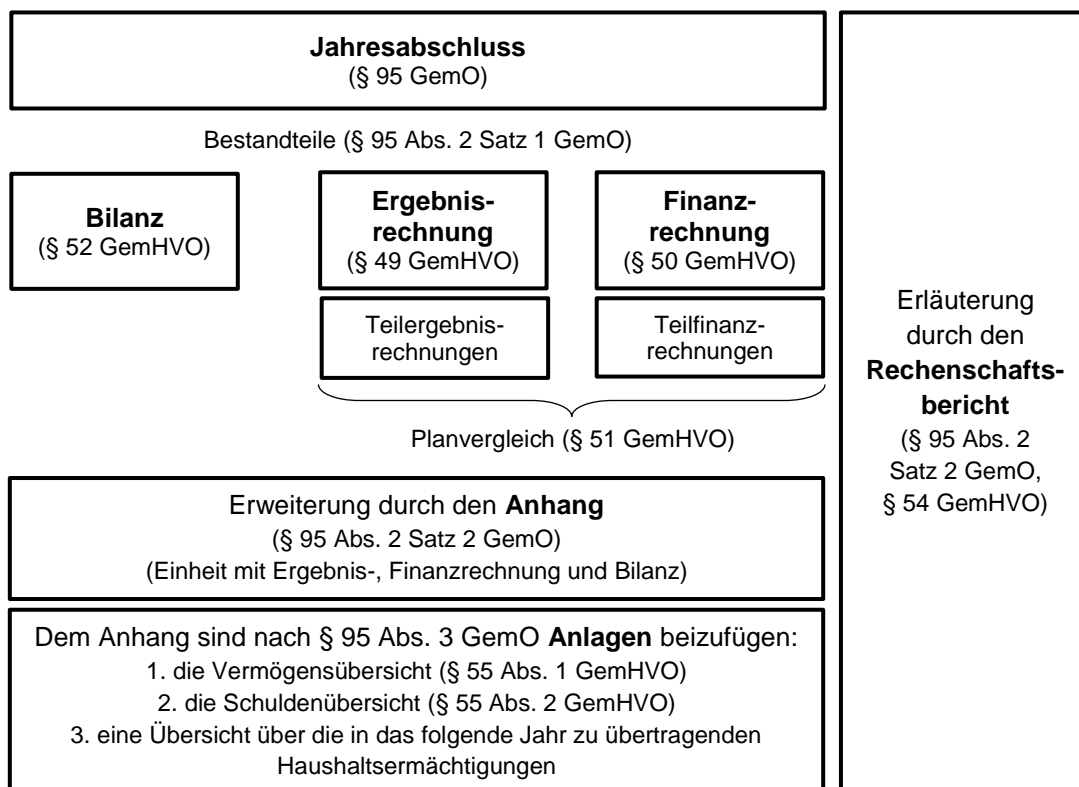 Jahresabschluss
(§ 95 GemO)
Bestandteile (§ 95 Abs. 2 Satz 1 GemO)
Bilanz
(§ 52 GemHVO)
Ergebnis-
rechnung
(§ 49 GemHVO)
Finanz-
rechnung
(§ 50 GemHVO)
Teilergebnis-
rechnungen
Teilfinanz-
rechnungen
Planvergleich (§ 51 GemHVO)
Erweiterung durch den Anhang
(§ 95 Abs. 2 Satz 2 GemO)
(Einheit mit Ergebnis-, Finanzrechnung und Bilanz)
Dem Anhang sind nach § 95 Abs. 3 GemO Anlagen beizufügen:
1. die Vermögensübersicht (§ 55 Abs. 1 GemHVO)
2. die Schuldenübersicht (§ 55 Abs. 2 GemHVO)
3. eine Übersicht über die in das folgende Jahr zu übertragenden
Haushaltsermächtigungen
Erläuterung
durch den
Rechenschafts-
bericht
(§ 95 Abs. 2
Satz 2 GemO,
§ 54 GemHVO)